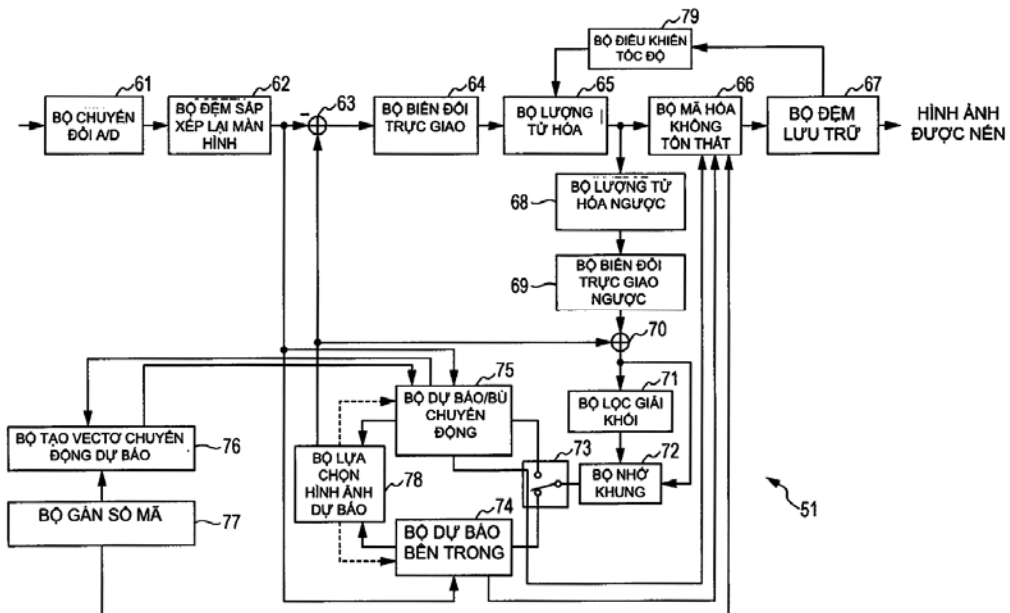 79
BỘ ĐIỀU KHIỂN
TỐC ĐỘ
61
62
63
64
65
66
67
BỘ CHUYỂN
ĐỔI A/D
BỘ ĐỆM SẮP
XẾP LẠI MÀN
HÌNH
−
BỘ BIẾN ĐỔI
TRỰC GIAO
BỘ LƯỢNG
TỬ HÓA
BỘ MÃ HÓA
KHÔNG
TỔN THẤT
BỘ ĐỆM
LƯU TRỮ
HÌNH ẢNH
ĐƯỢC NÉN
68
BỘ LƯỢNG TỬ
HÓA NGƯỢC
69
BỘ BIẾN ĐỔI
TRỰC GIAO
NGƯỢC
70
75
BỘ DỰ BÁO/BÙ
CHUYỂN
ĐỘNG
71
BỘ LỌC GIẢI
KHỐI
BỘ TẠO VECTƠ CHUYỂN
ĐỘNG DỰ BÁO
76
BỘ LỰA
CHỌN
HÌNH ẢNH
DỰ BÁO
78
73
72
BỘ NHỚ
KHUNG
BỘ GÁN SỐ MÃ
77
74
BỘ DỰ BÁO
BÊN TRONG
51